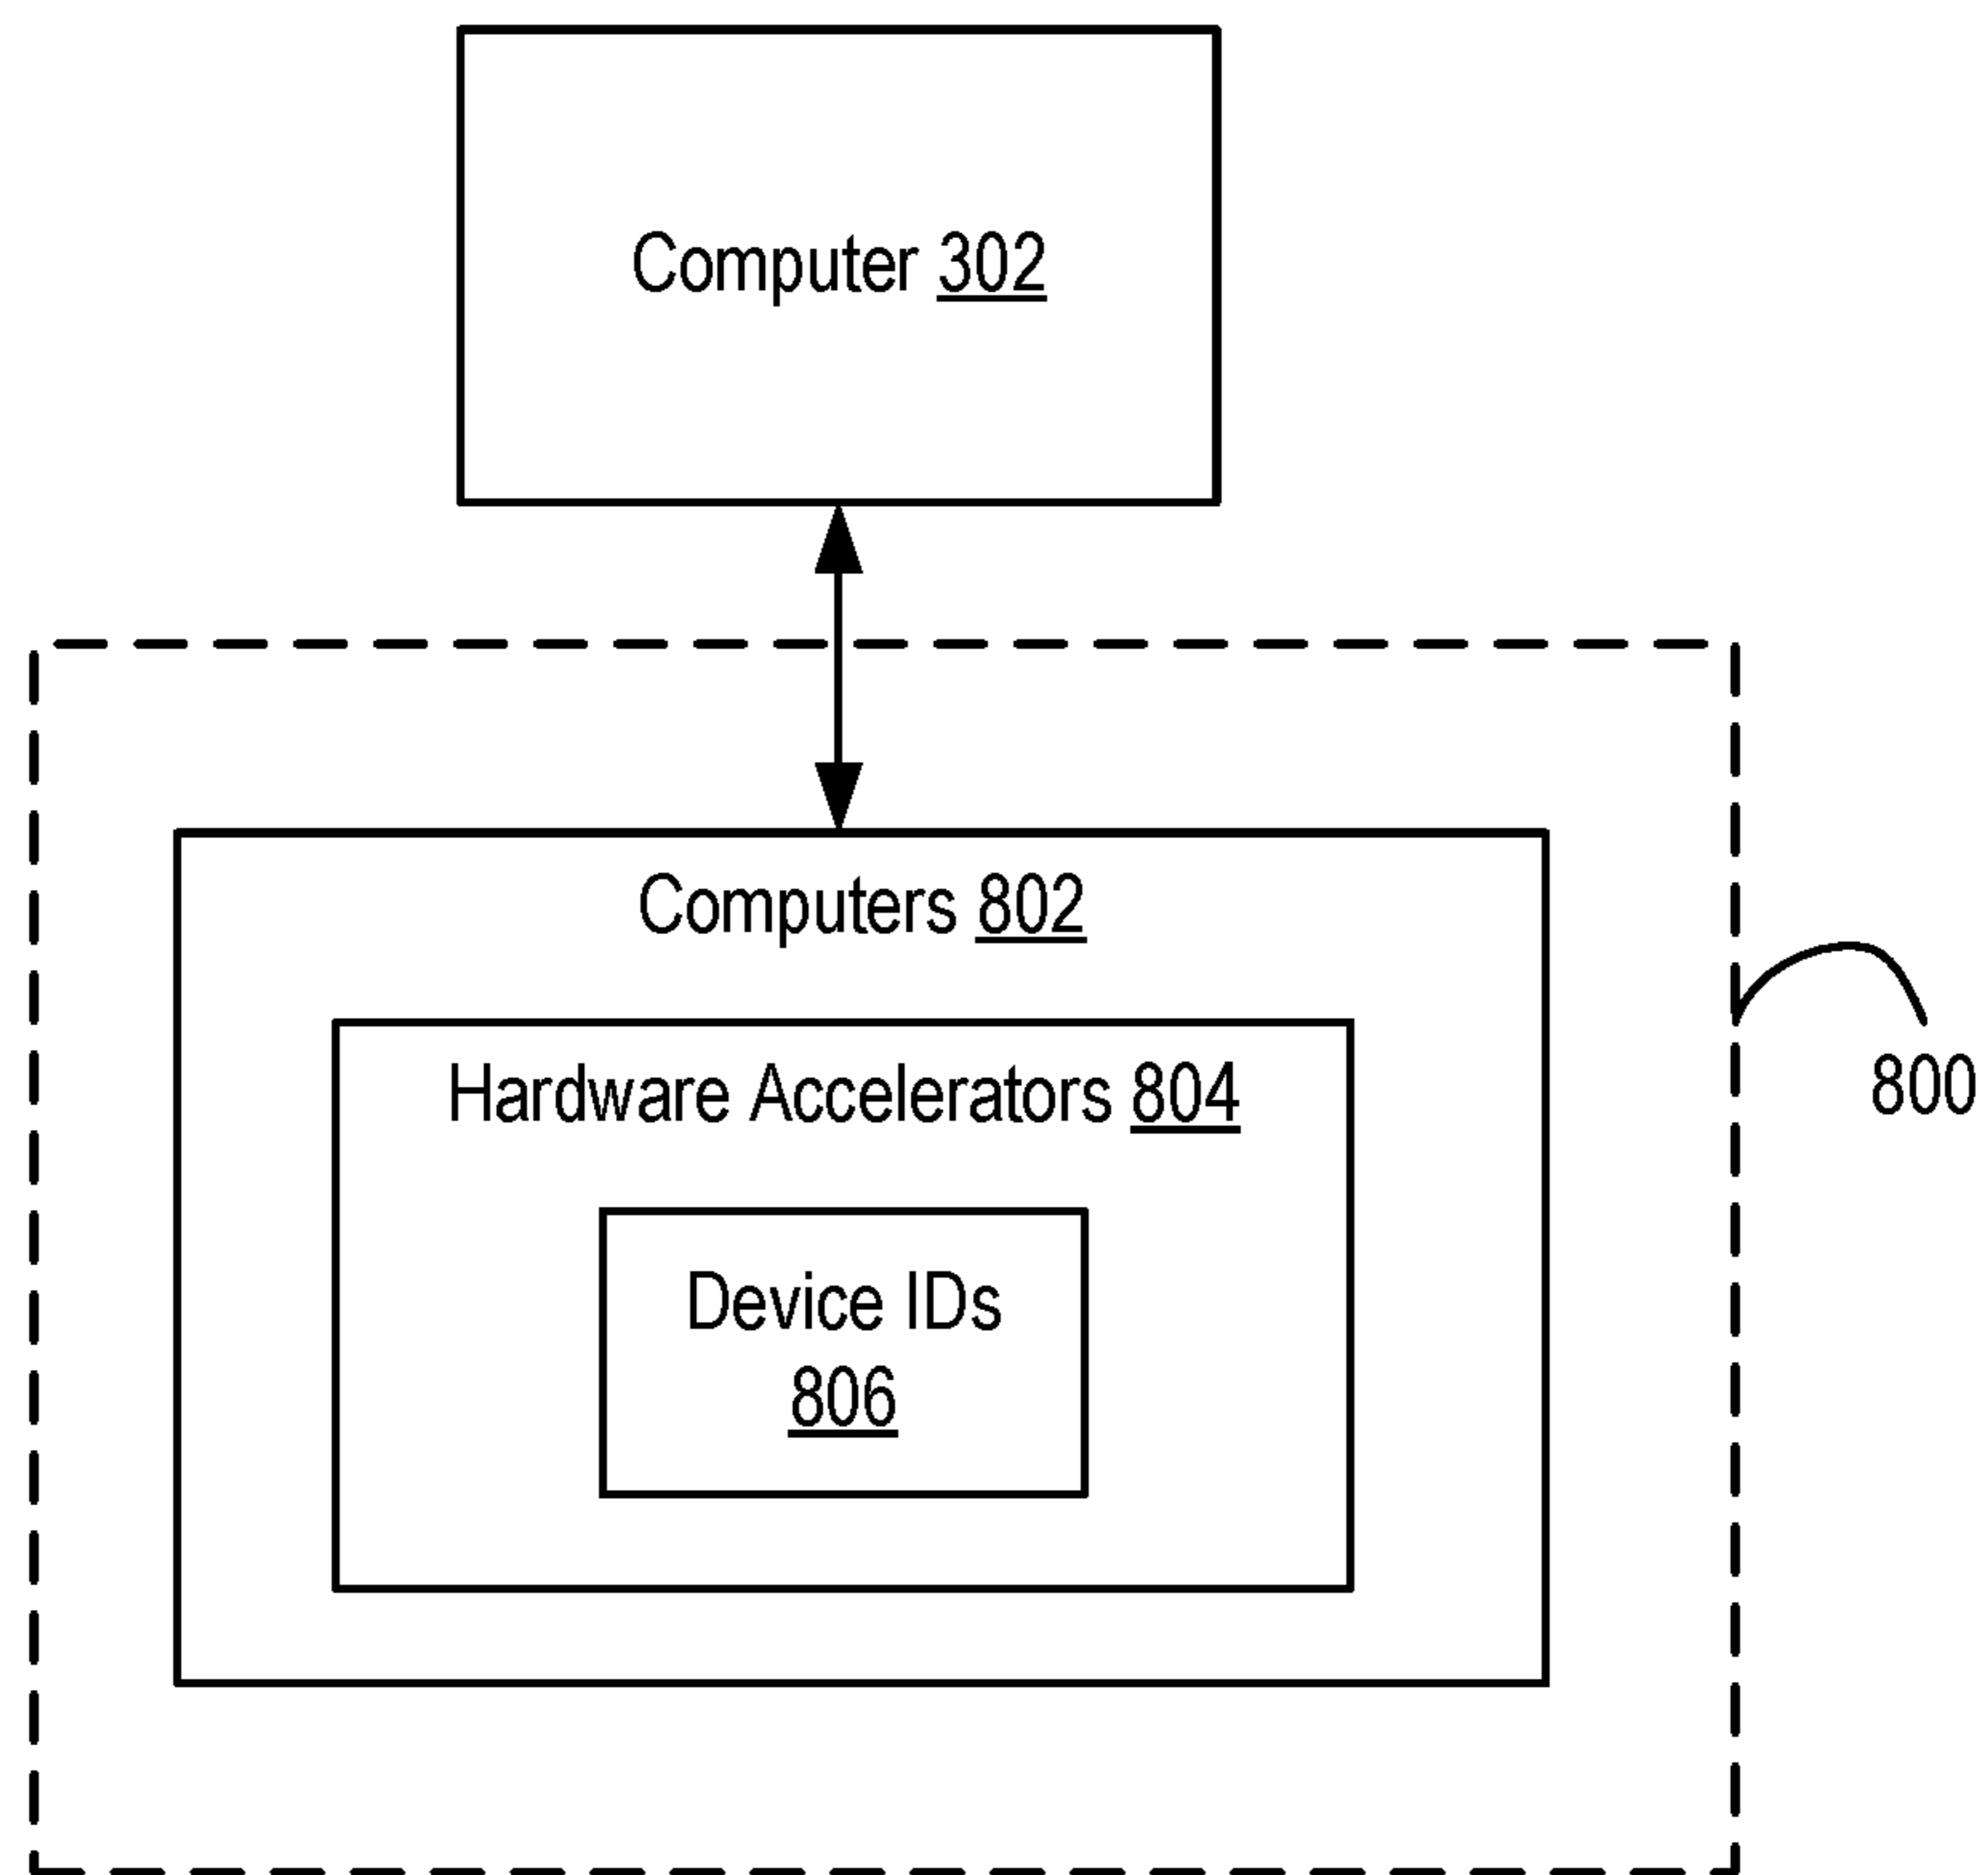 Computer 302
Computers 802
Hardware Accelerators 804
800
Device IDs
806